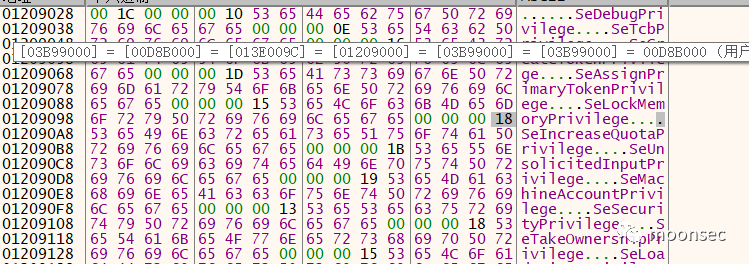 01209028 00 1C 00 00 00 10 53 65 44 65 62 75 67 50 72 69 ......SeDebugPri
01209038 76 69 6C 65 67 65 00 00 00 0E 53 65 54 63 62 50 vilege....SeTcbP
[03B99000] = [00D8B000] = [013E009C] = [01209000] = [03B99000] = [03B99000] = 00D8B000 (用户
01209068 67 65 00 00 00 1D 53 65 41 73 73 69 67 6E 50 72 ge....SeAssignPr
01209078 69 6D 61 72 79 54 6F 6B 65 6E 50 72 69 76 69 6C imaryTokenPrivil
01209088 65 67 65 00 00 00 15 53 65 4C 6F 63 6B 4D 65 6D ege....SeLockMem
01209098 6F 72 79 50 72 69 76 69 6C 65 67 65 00 00 00 18 oryPrivilege....
012090A8 53 65 49 6E 63 72 65 61 73 65 51 75 6F 74 61 50 SeIncreaseQuotaP
012090B8 72 69 76 69 6C 65 67 65 00 00 00 1B 53 65 55 6E rivilege....SeUn
012090C8 73 6F 6C 69 63 69 74 65 64 49 6E 70 75 74 50 72 solicitedInputPr
012090D8 69 76 69 6C 65 67 65 00 00 00 19 53 65 4D 61 63 ivilege....SeMac
012090E8 68 69 6E 65 41 63 63 6F 75 6E 74 50 72 69 76 69 hineAccountPrivi
012090F8 6C 65 67 65 00 00 00 13 53 65 53 65 63 75 72 69 lege....SeSecuri
01209108 74 79 50 72 69 76 69 6C 65 67 65 00 00 00 18 53 tyPrivilege....S
01209118 65 54 61 6B 65 4F 77 6E 65 72 73 68 69 70 50 72 eTakeOwnershipPr
01209128 69 76 69 6C 65 67 65 00 00 00 15 53 65 4C 6F 61 ivilege....SeLoa
moonsec